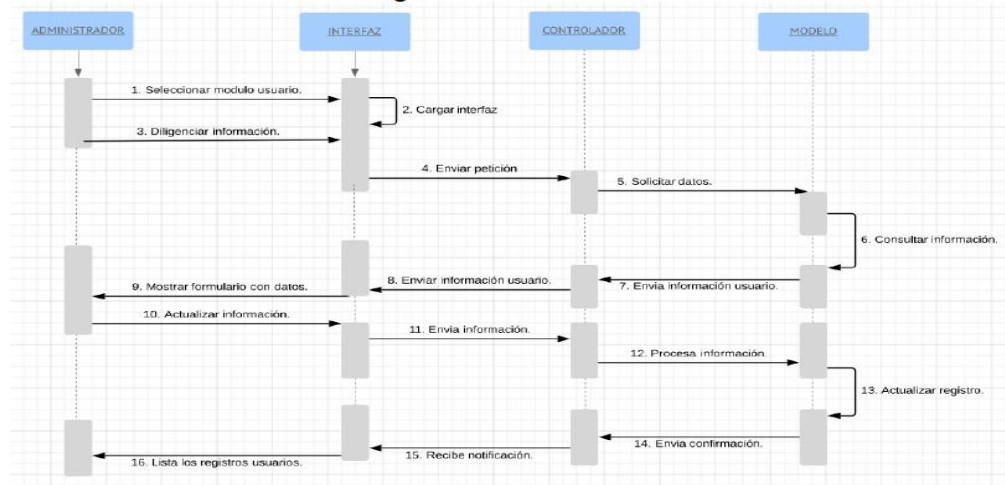 ADMINISTRADOR
INTERFAZ
CONTROLADOR
MODELO
1. Seleccionar modulo usuario.
2. Cargar interfaz
3. Diligenciar información.
4. Enviar petición
5. Solicitar datos.
6. Consultar información.
7. Envia información usuario.
8. Enviar información usuario.
9. Mostrar formulario con datos.
10. Actualizar información.
11. Envia información.
12. Procesa información.
13. Actualizar registro.
14. Envia confirmación.
15. Recibe notificación.
16. Lista los registros usuarios.